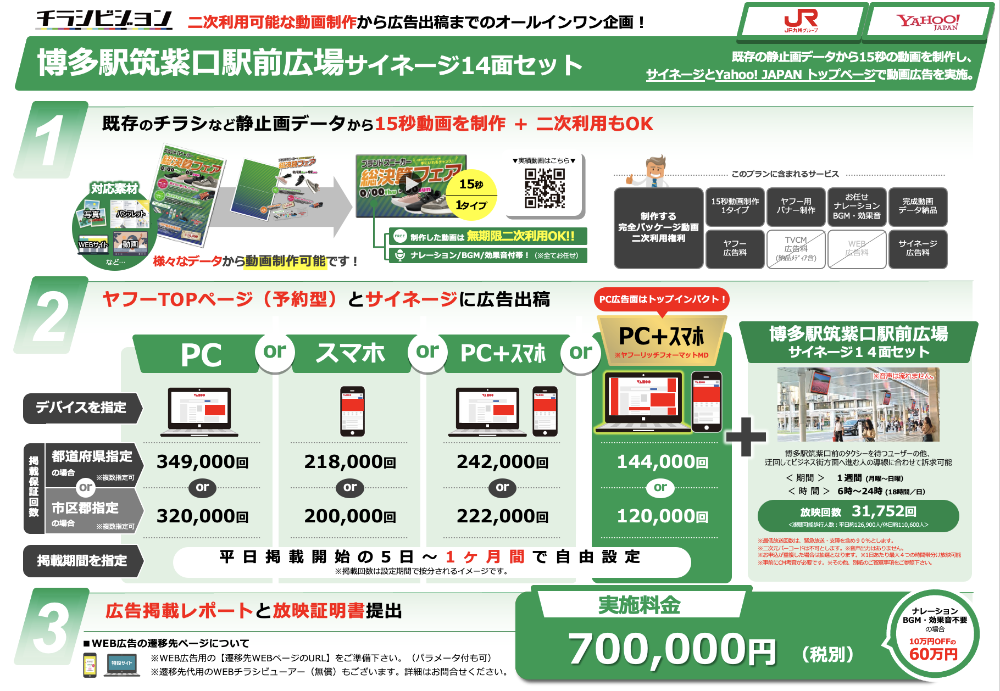 チラシビジョン
二次利用可能な動画制作から広告出稿までのオールインワン企画！
JR
JR九州グループ
YAHOO!
JAPAN
博多駅筑紫口駅前広場サイネージ14面セット
既存の静止画データから15秒の動画を制作し、
サイネージとYahoo! JAPAN トップページで動画広告を実施。
1
既存のチラシなど静止画データから15秒動画を制作 + 二次利用もOK
対応素材
写真
パンフレット
WEBサイト
動画
など…
ブランドスニーカー
総決算フェア
様々なデータから動画制作可能です！
ブランドスニーカー
総決算フェア
0/00thu
sun
15秒
1タイプ
▼実績動画はこちら▼
FREE 制作した動画は 無期限二次利用OK!!
ナレーション/BGM/効果音付帯！（※全てお任せ）
このプランに含まれるサービス
制作する
完全パッケージ動画
二次利用権利
15秒動画制作
1タイプ
ヤフー用
バナー制作
お任せ
ナレーション
BGM・効果音
完成動画
データ納品
ヤフー
広告料
TVCM
広告料
(納品ﾒﾃﾞｨｱ含)
WEB
広告料
サイネージ
広告料
2
ヤフーTOPページ（予約型）とサイネージに広告出稿
PC広告面はトップインパクト！
PC
or
スマホ
or
PC+ｽﾏﾎ
or
PC+ｽﾏﾎ
※ヤフーリッチフォーマットMD
博多駅筑紫口駅前広場
サイネージ１４面セット
※音声は流れません。
デバイスを指定
掲載保証回数
都道府県指定
の場合
※複数指定可
349,000回
218,000回
242,000回
144,000回
or
or
or
or
or
市区郡指定
の場合
※複数指定可
320,000回
200,000回
222,000回
120,000回
掲載期間を指定
平日掲載開始の5日～1ヶ月間で自由設定
※掲載回数は設定期間で按分されるイメージです。
+
博多駅筑紫口前のタクシーを待つユーザーの他、
迂回してビジネス街方面へ進む人の導線に合わせて訴求可能
＜ 期間 ＞ １週間 (月曜～日曜)
＜ 時間 ＞ 6時～24時 (18時間／日)
放映回数 31,752回
＜視聴可能歩行人数：平日約126,900人/休日約110,600人＞
※最低放送回数は、緊急放送・支障を含め９０％とします。
※二次元バーコードは不可とします。※音声出力はありません。
※お申込が重複した場合は抽選となります。※1日あたり最大４つの時間帯分け放映可能
※事前にCM考査が必要です。※その他、別紙のご留意事項をご参照下さい。
3
広告掲載レポートと放映証明書提出
■WEB広告の遷移先ページについて
特設サイト
※WEB広告用の【遷移先WEBページのURL】をご準備下さい。（パラメータ付も可）
※遷移先代用のWEBチラシビューアー（無償）もございます。詳細はお問合せください。
実施料金
700,000円（税別）
ナレーション
BGM・効果音不要
の場合
10万円OFFの
60万円